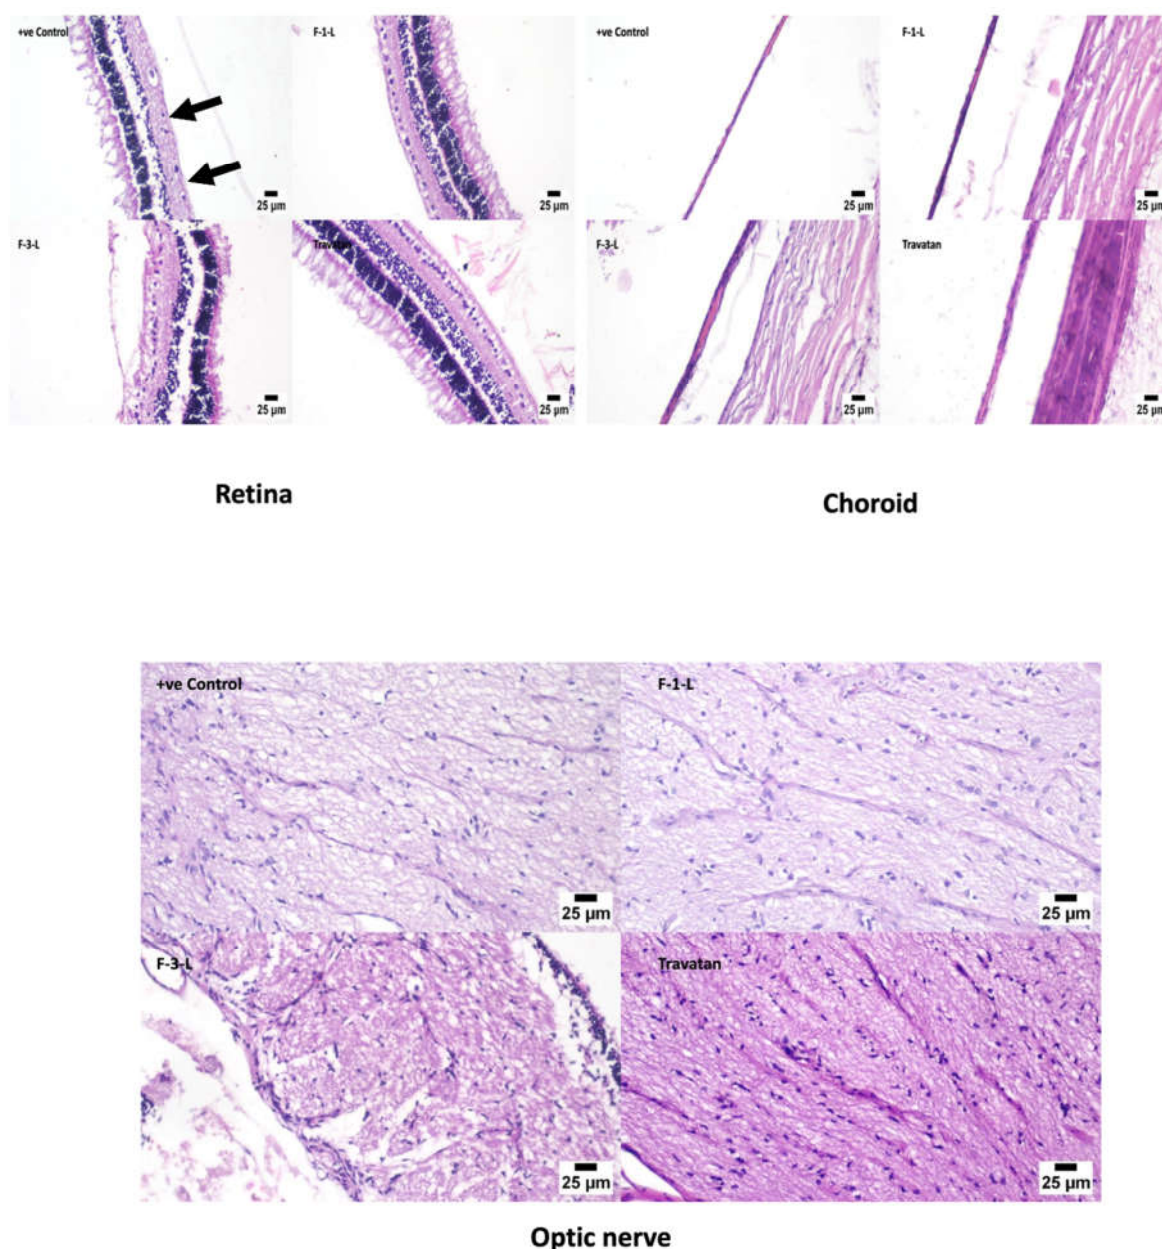 +ve Control
F-1-L
25 µm
25 µm
F-3-L
Travatan
25 µm
25 µm
Retina
+ve Control
F-1-L
25 µm
25 µm
F-3-L
Travatan
25 µm
25 µm
Choroid
+ve Control
F-1-L
25 µm
25 µm
F-3-L
Travatan
25 µm
25 µm
Optic nerve